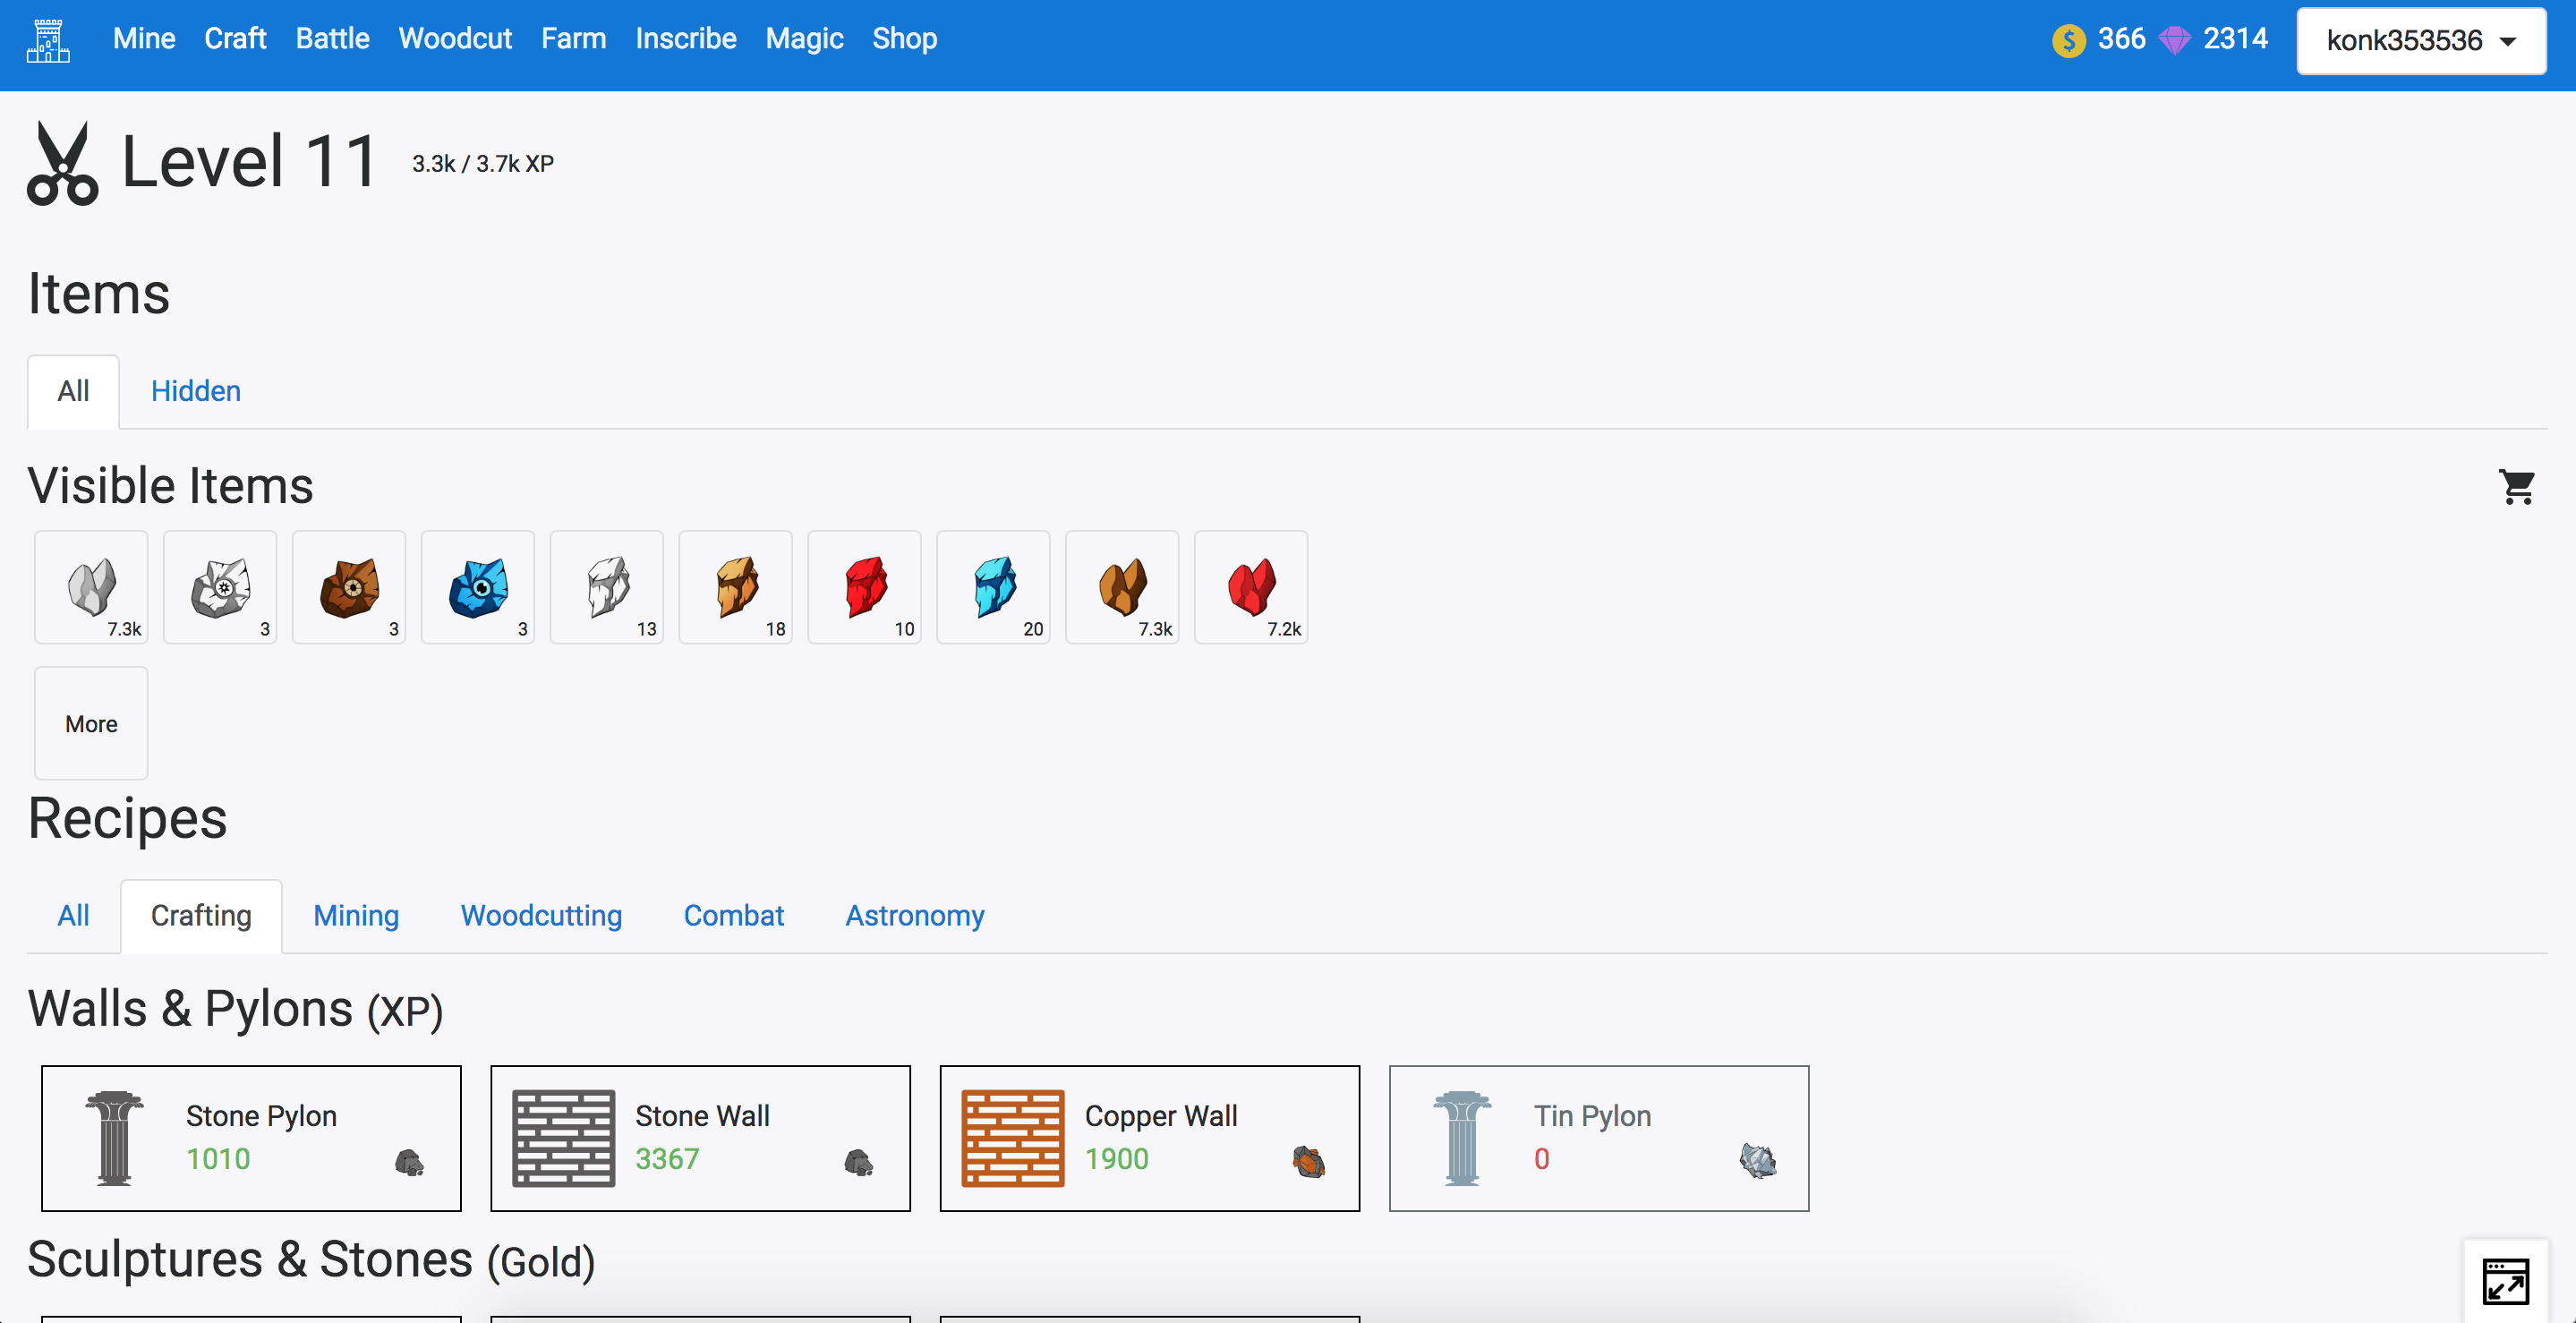 Mine Craft Battle Woodcut Farm Inscribe Magic Shop $ 366 2314 konk353536
Level 11 3.3k / 3.7k XP
Items
All Hidden
Visible Items
7.3k 3 3 3 13 18 10 20 7.3k 7.2k
More
Recipes
All Crafting Mining Woodcutting Combat Astronomy
Walls & Pylons (XP)
Stone Pylon Stone Wall Copper Wall Tin Pylon
1010 3367 1900 0
Sculptures & Stones (Gold)